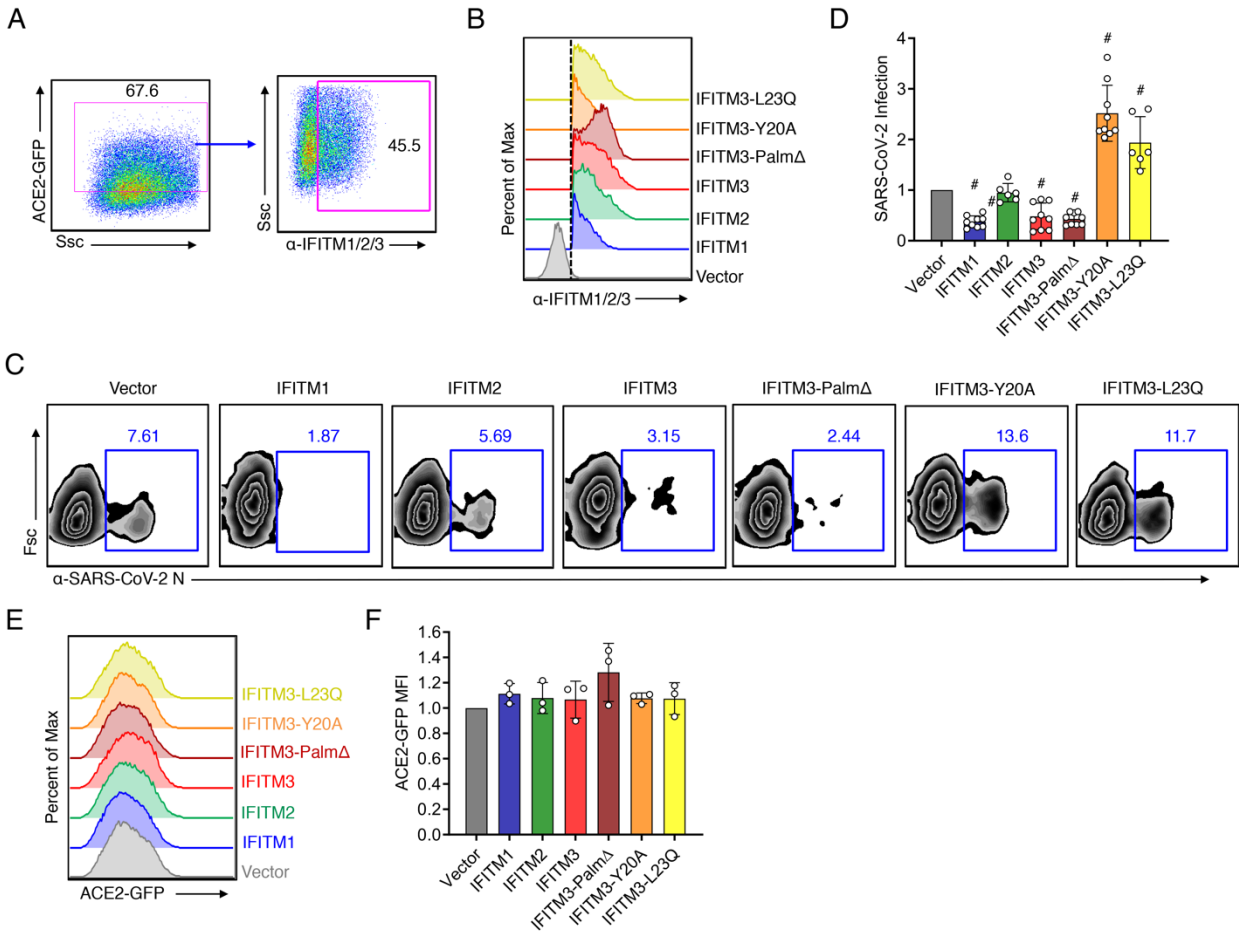 A
67.6
ACE2-GFP
Ssc
45.5
Ssc
α-IFITM1/2/3
B
Percent of Max
IFITM3-L23Q
IFITM3-Y20A
IFITM3-PalmΔ
IFITM3
IFITM2
IFITM1
Vector
α-IFITM1/2/3
D
SARS-CoV-2 Infection
4
3
2
1
0
#
#
#
#
#
#
Vector
IFITM1
IFITM2
IFITM3
IFITM3-PalmΔ
IFITM3-Y20A
IFITM3-L23Q
C
Vector
IFITM1
IFITM2
IFITM3
IFITM3-PalmΔ
IFITM3-Y20A
IFITM3-L23Q
7.61
1.87
5.69
3.15
2.44
13.6
11.7
Fsc
α-SARS-CoV-2 N
E
Percent of Max
IFITM3-L23Q
IFITM3-Y20A
IFITM3-PalmΔ
IFITM3
IFITM2
IFITM1
Vector
ACE2-GFP
F
ACE2-GFP MFI
1.6
1.4
1.2
1.0
0.8
0.6
0.4
0.2
0.0
Vector
IFITM1
IFITM2
IFITM3
IFITM3-PalmΔ
IFITM3-Y20A
IFITM3-L23Q